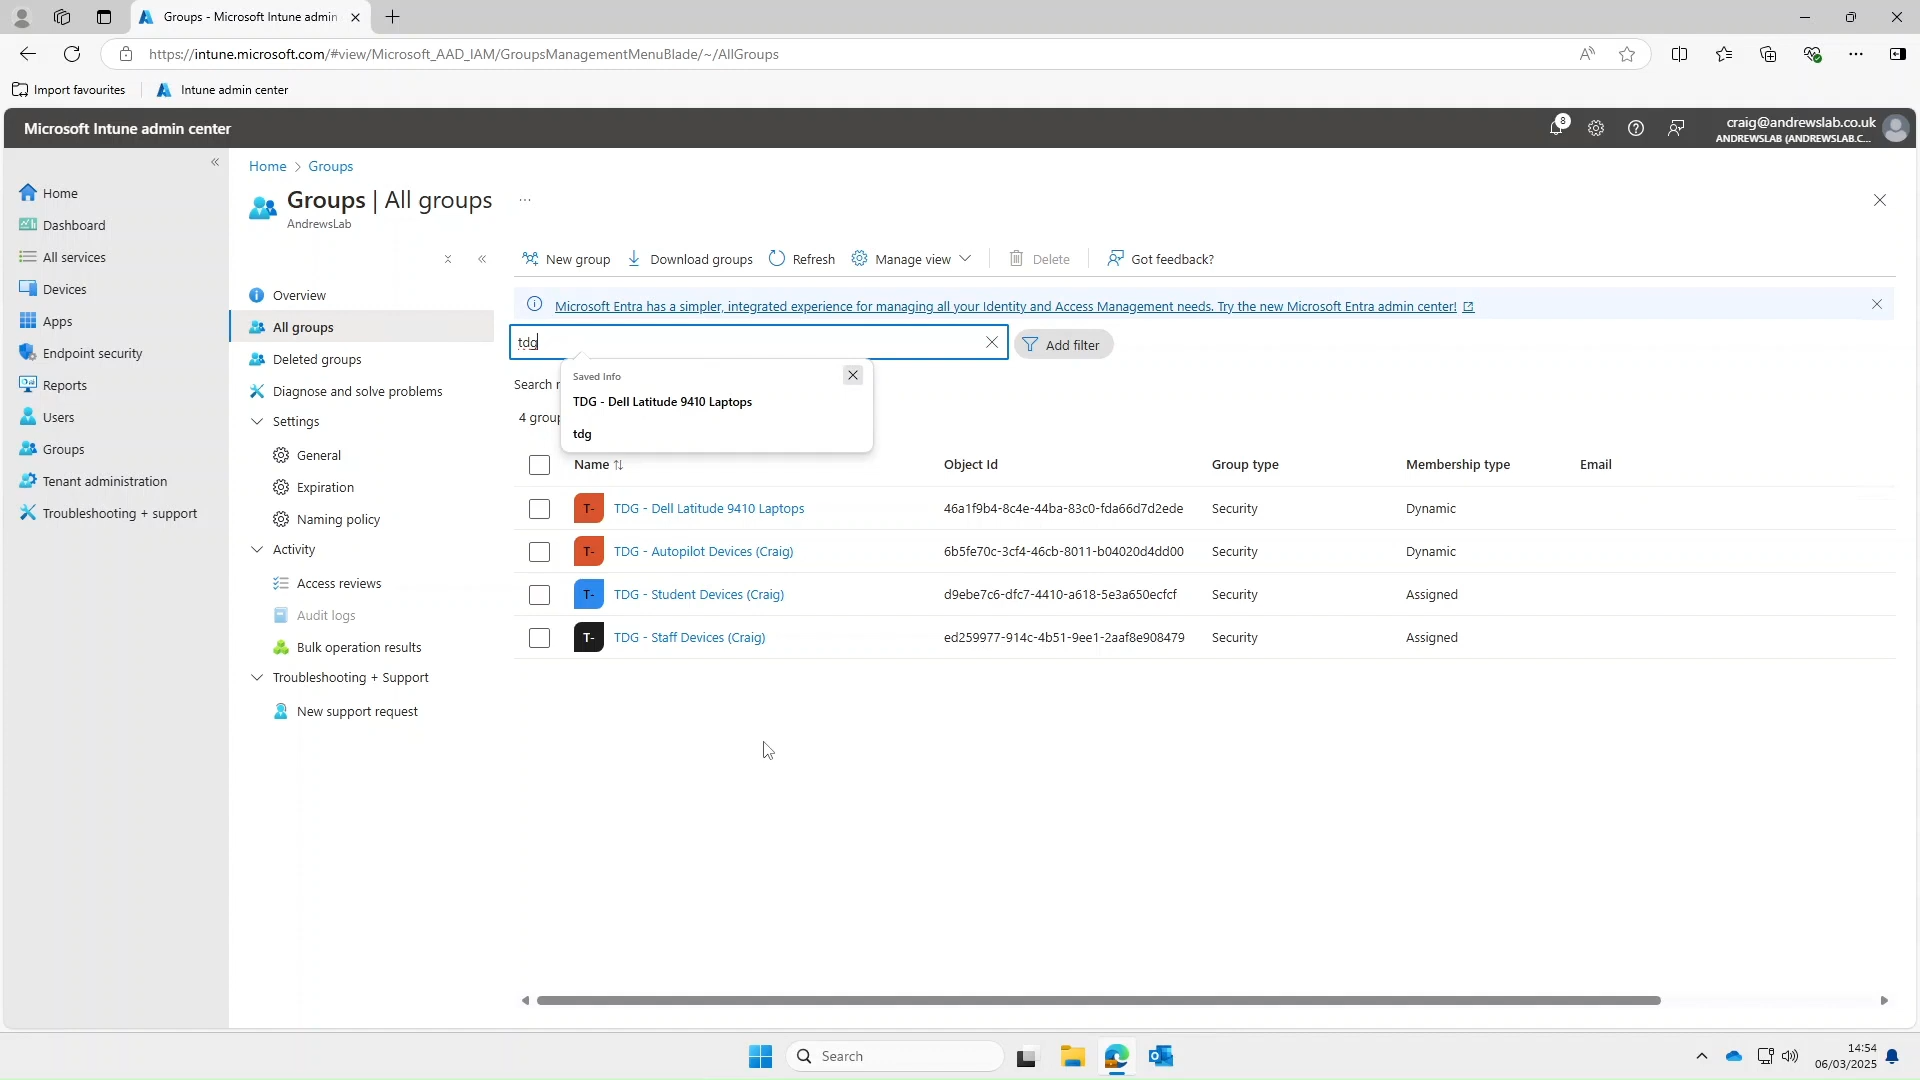 Groups - Microsoft Intune admin
https://intune.microsoft.com/#view/Microsoft_AAD_IAM/GroupsManagementMenuBlade/~/AllGroups
Import favourites
Intune admin center
Microsoft Intune admin center
8
craig@andrewslab.co.uk
ANDREWSLAB (ANDREWSLAB.C...
Home
Dashboard
All services
Devices
Apps
Endpoint security
Reports
Users
Groups
Tenant administration
Troubleshooting + support
Home > Groups
Groups | All groups ...
AndrewsLab
Overview
All groups
Deleted groups
Diagnose and solve problems
Settings
General
Expiration
Naming policy
Activity
Access reviews
Audit logs
Bulk operation results
Troubleshooting + Support
New support request
New group Download groups Refresh Manage view Delete Got feedback?
Microsoft Entra has a simpler, integrated experience for managing all your Identity and Access Management needs. Try the new Microsoft Entra admin center!
tdg
Add filter
Search
Saved Info
TDG - Dell Latitude 9410 Laptops
tdg
4
Name Object Id Group type Membership type Email
T- TDG - Dell Latitude 9410 Laptops 46a1f9b4-8c4e-44ba-83c0-fda66d7d2ede Security Dynamic
T- TDG - Autopilot Devices (Craig) 6b5fe70c-3cf4-46cb-8011-b04020d4dd00 Security Dynamic
T- TDG - Student Devices (Craig) d9ebe7c6-dfc7-4410-a618-5e3a650ecfcf Security Assigned
T- TDG - Staff Devices (Craig) ed259977-914c-4b51-9ee1-2aaf8e908479 Security Assigned
Search
14:54
06/03/2025